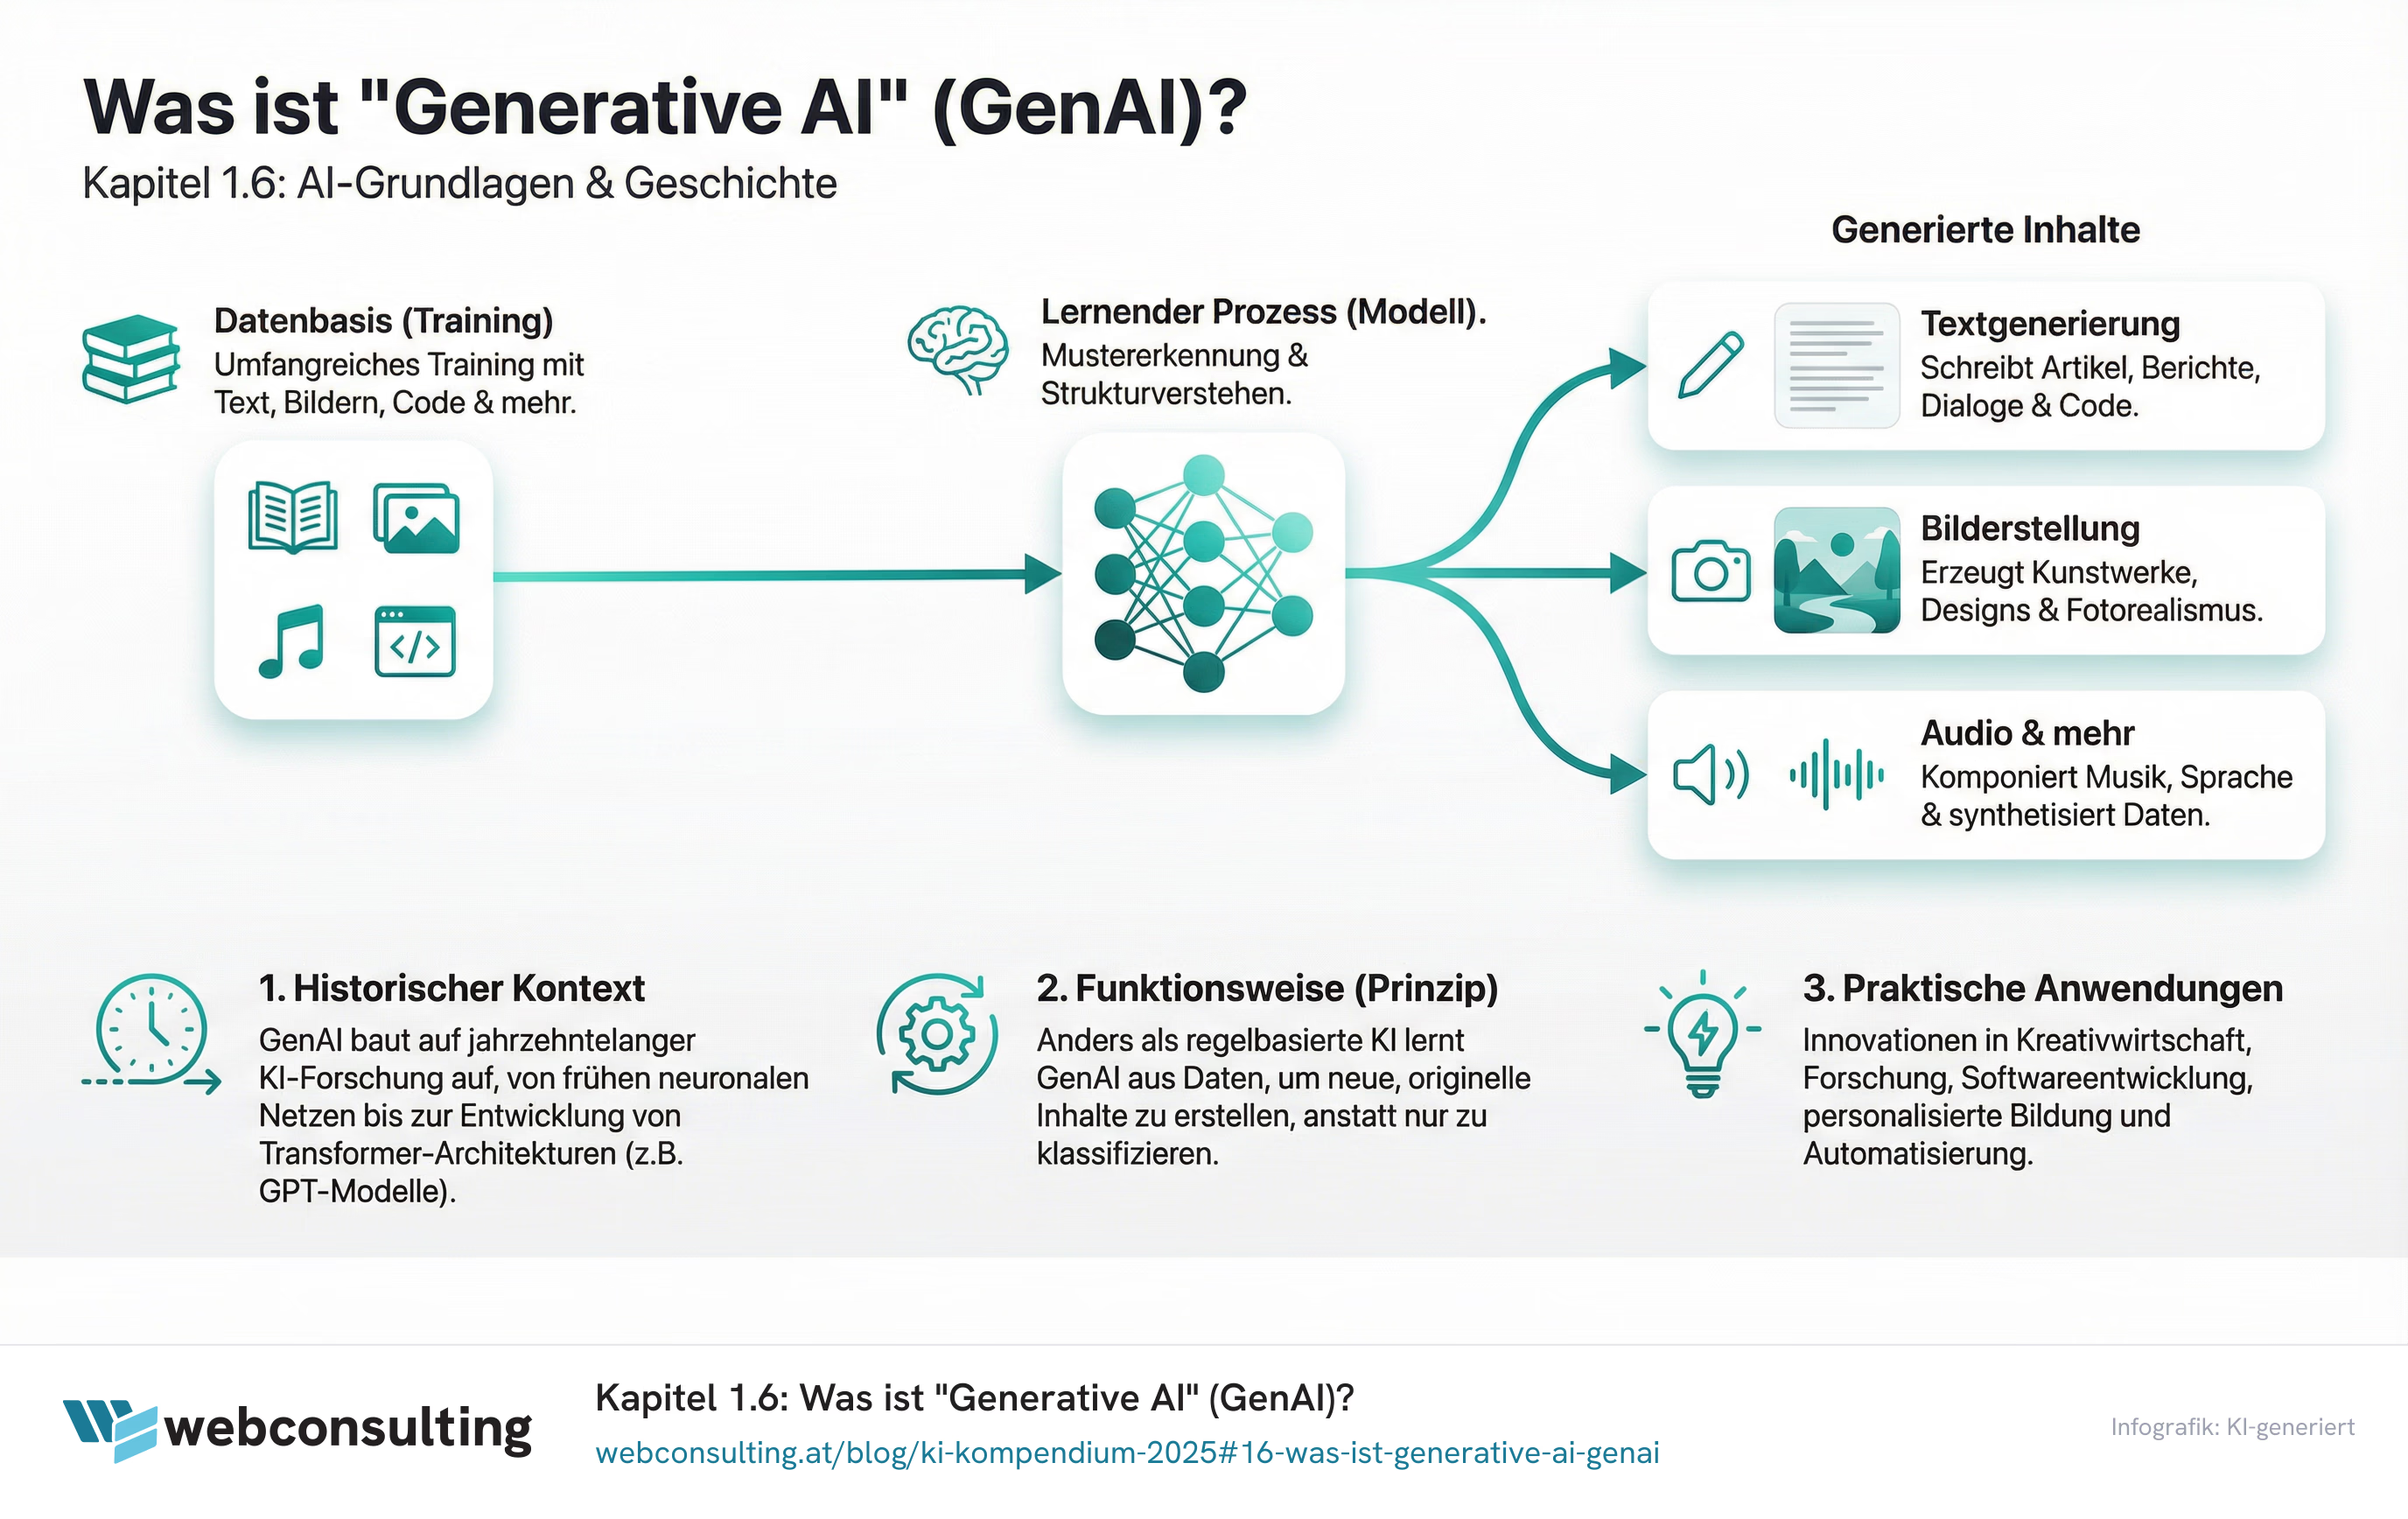 Was ist "Generative AI" (GenAI)?
Kapitel 1.6: AI-Grundlagen & Geschichte
Datenbasis (Training)
Umfangreiches Training mit
Text, Bildern, Code & mehr.
Lernender Prozess (Modell).
Mustererkennung &
Strukturverstehen.
Generierte Inhalte
Textgenerierung
Schreibt Artikel, Berichte,
Dialoge & Code.
Bilderstellung
Erzeugt Kunstwerke,
Designs & Fotorealismus.
Audio & mehr
Komponiert Musik, Sprache
& synthetisiert Daten.
</>
1. Historischer Kontext
GenAI baut auf jahrzehntelanger
KI-Forschung auf, von frühen neuronalen
Netzen bis zur Entwicklung von
Transformer-Architekturen (z.B.
GPT-Modelle).
2. Funktionsweise (Prinzip)
Anders als regelbasierte KI lernt
GenAI aus Daten, um neue, originelle
Inhalte zu erstellen, anstatt nur zu
klassifizieren.
3. Praktische Anwendungen
Innovationen in Kreativwirtschaft,
Forschung, Softwareentwicklung,
personalisierte Bildung und
Automatisierung.
webconsulting
Kapitel 1.6: Was ist "Generative AI" (GenAI)?
webconsulting.at/blog/ki-kompendium-2025#16-was-ist-generative-ai-genai
Infografik: KI-generiert